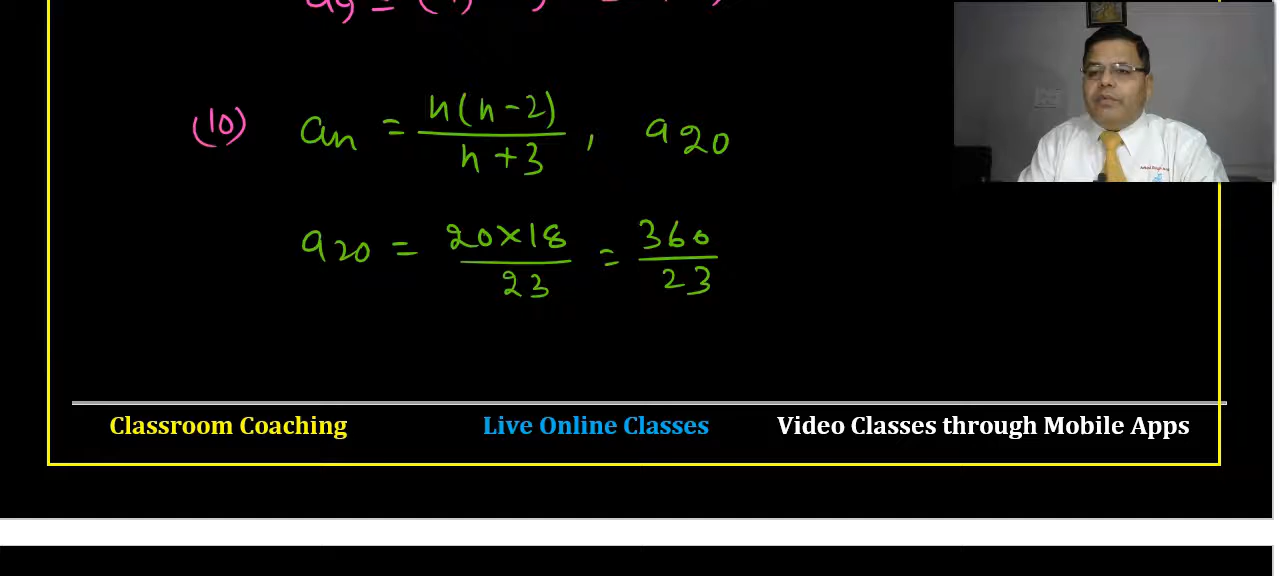 (10) an = n(n-2)/n+3, a20
a20 = 20×18/23 = 360/23
Classroom Coaching Live Online Classes Video Classes through Mobile Apps